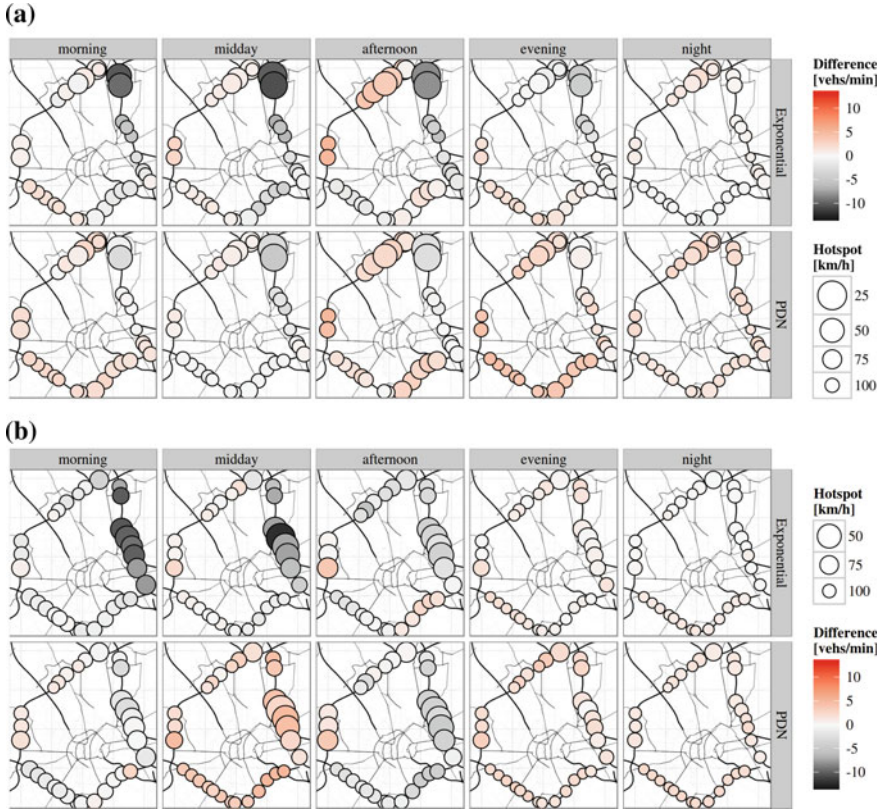 (a)
morning midday afternoon evening night
Exponential
PDN
Difference
[vehs/min]
10
5
0
-5
-10
Hotspot
[km/h]
25
50
75
100
(b)
morning midday afternoon evening night
Exponential
PDN
Hotspot
[km/h]
50
75
100
Difference
[vehs/min]
10
5
0
-5
-10